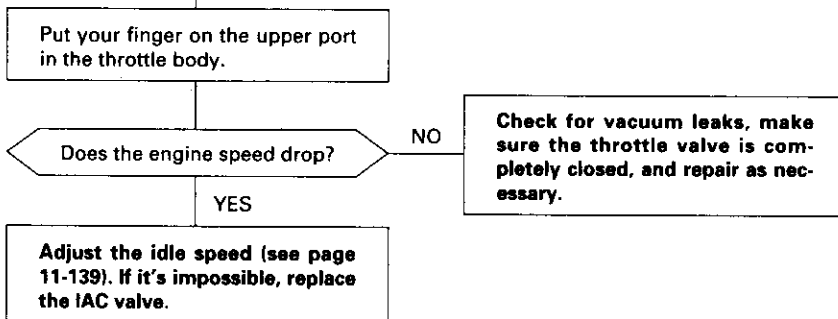 Put your finger on the upper port
in the throttle body.
Does the engine speed drop?
NO
Check for vacuum leaks, make
sure the throttle valve is com-
pletely closed, and repair as nec-
essary.
YES
Adjust the idle speed (see page
11-139). If it's impossible, replace
the IAC valve.